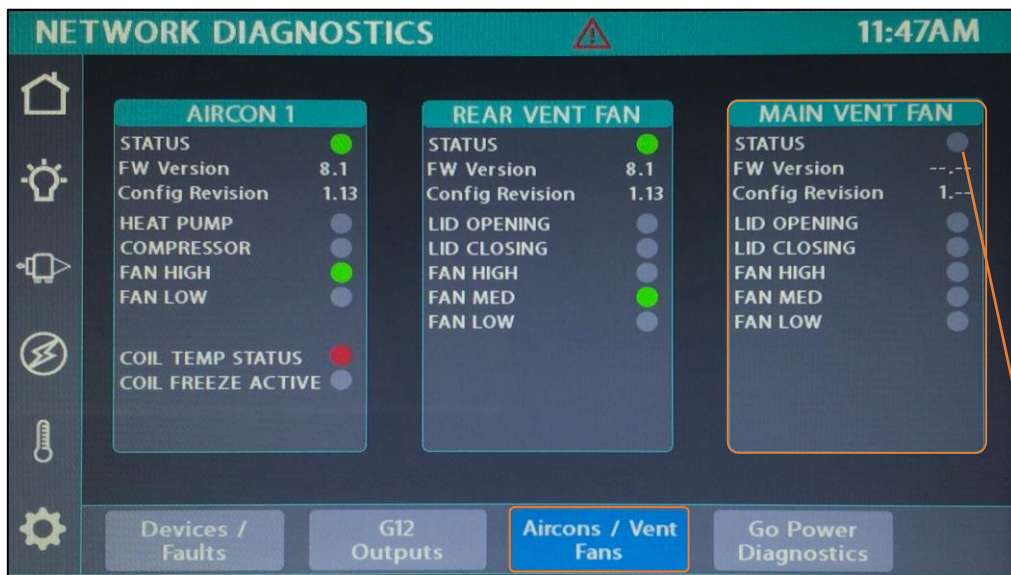 NETWORK DIAGNOSTICS
11:47AM
AIRCON 1
STATUS
FW Version 8.1
Config Revision 1.13
HEAT PUMP
COMPRESSOR
FAN HIGH
FAN LOW
COIL TEMP STATUS
COIL FREEZE ACTIVE
REAR VENT FAN
STATUS
FW Version 8.1
Config Revision 1.13
LID OPENING
LID CLOSING
FAN HIGH
FAN MED
FAN LOW
MAIN VENT FAN
STATUS
FW Version --.--
Config Revision 1.--
LID OPENING
LID CLOSING
FAN HIGH
FAN MED
FAN LOW
Devices /
Faults
G12
Outputs
Aircons / Vent
Fans
Go Power
Diagnostics